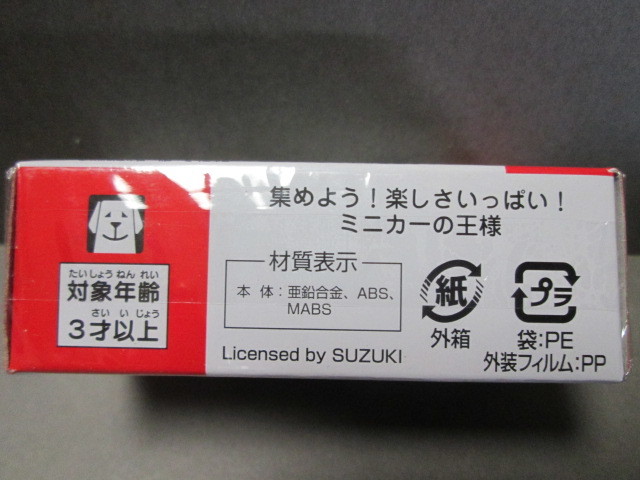 集めよう！楽しさいっぱい！
ミニカーの王様
たいしょうねんれい
対象年齢
さいいじょう
3才以上
材質表示
本体：亜鉛合金、ABS、
MABS
Licensed by SUZUKI
紙
外箱
プラ
袋：PE
外装フィルム：PP